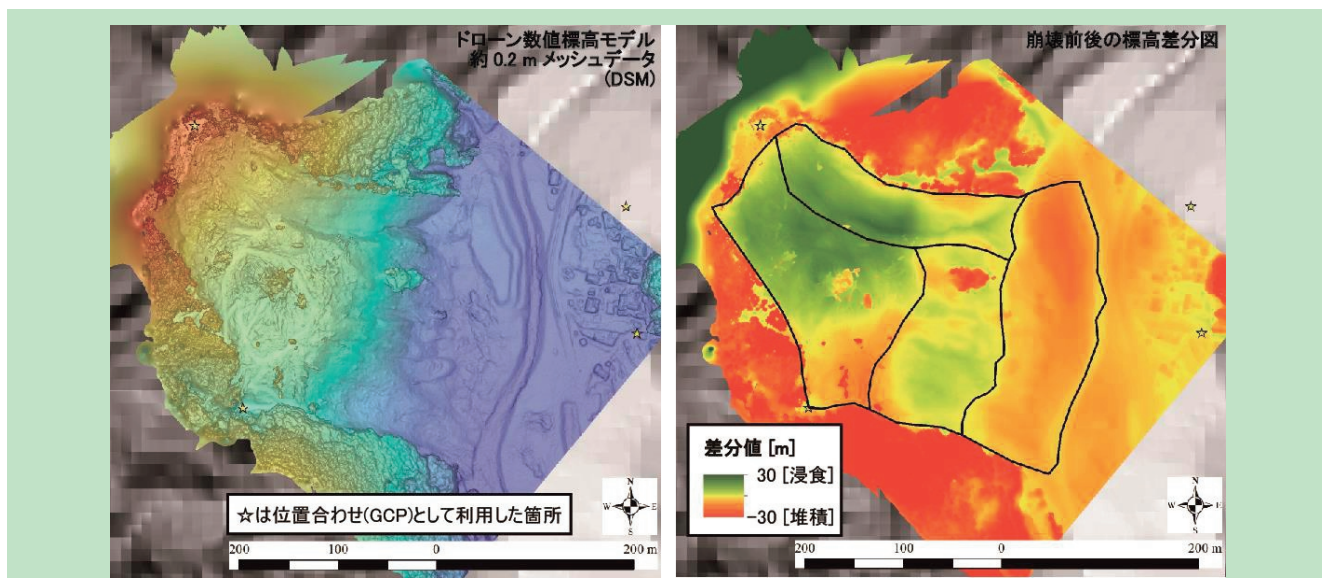 ドローン数値標高モデル
約 0.2 m メッシュデータ
(DSM)
☆は位置合わせ(GCP)として利用した箇所
N
W E
S
200 100 0 200 m
崩壊前後の標高差分図
差分値 [m]
30 [浸食]
-30 [堆積]
N
W E
S
200 100 0 200 m